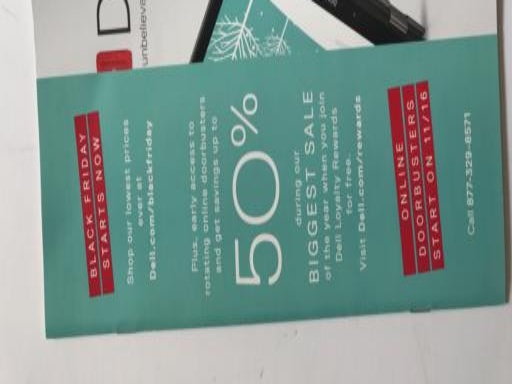 D
unbelieva
BLACK FRIDAY
STARTS NOW
Shop our lowest prices
ever at
Dell.com/blackfriday
Plus, early access to
rotating online doorbusters
and get savings up to
50%
during our
BIGGEST SALE
of the year when you join
Dell Loyalty Rewards
for free.
Visit Dell.com/rewards
ONLINE
DOORBUSTERS
START ON 11/16
Call 877-329-8571